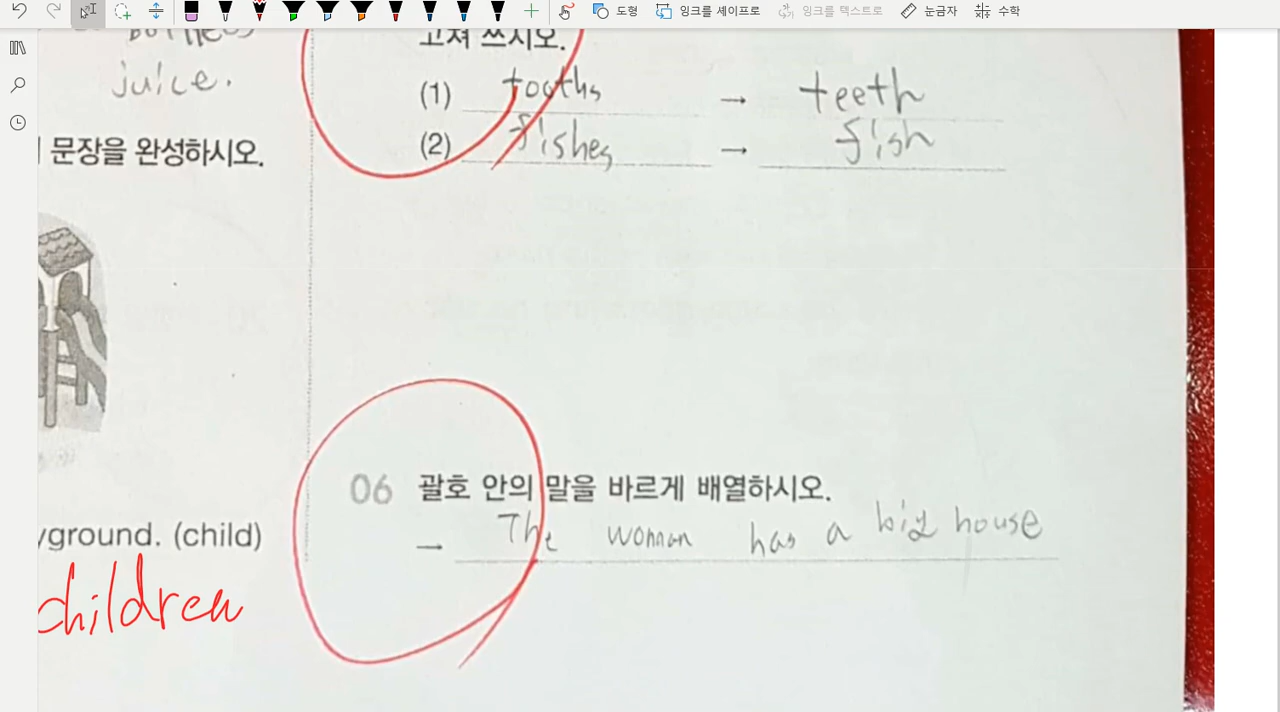 도형
잉크를 셰이프로
잉크를 텍스트로
눈금자
수학
juice.
문장을 완성하시오.
yground. (child)
children
고쳐 쓰시오.
(1) tooths → teeth
(2) fishes → fish
06 괄호 안의 말을 바르게 배열하시오.
→ The woman has a big house